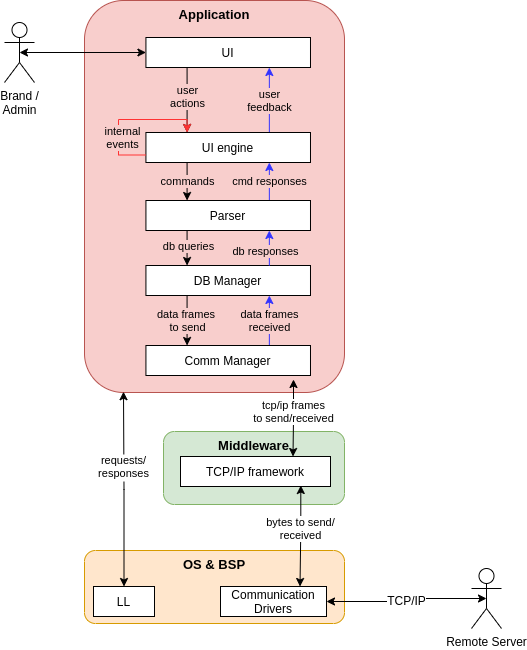 Application
UI
Brand /
Admin
user
actions
user
feedback
internal
events
UI engine
commands
cmd responses
Parser
db queries
db responses
DB Manager
data frames
to send
data frames
received
Comm Manager
tcp/ip frames
to send/received
Middleware
TCP/IP framework
requests/
responses
bytes to send/
received
OS & BSP
LL
Communication
Drivers
TCP/IP
Remote Server